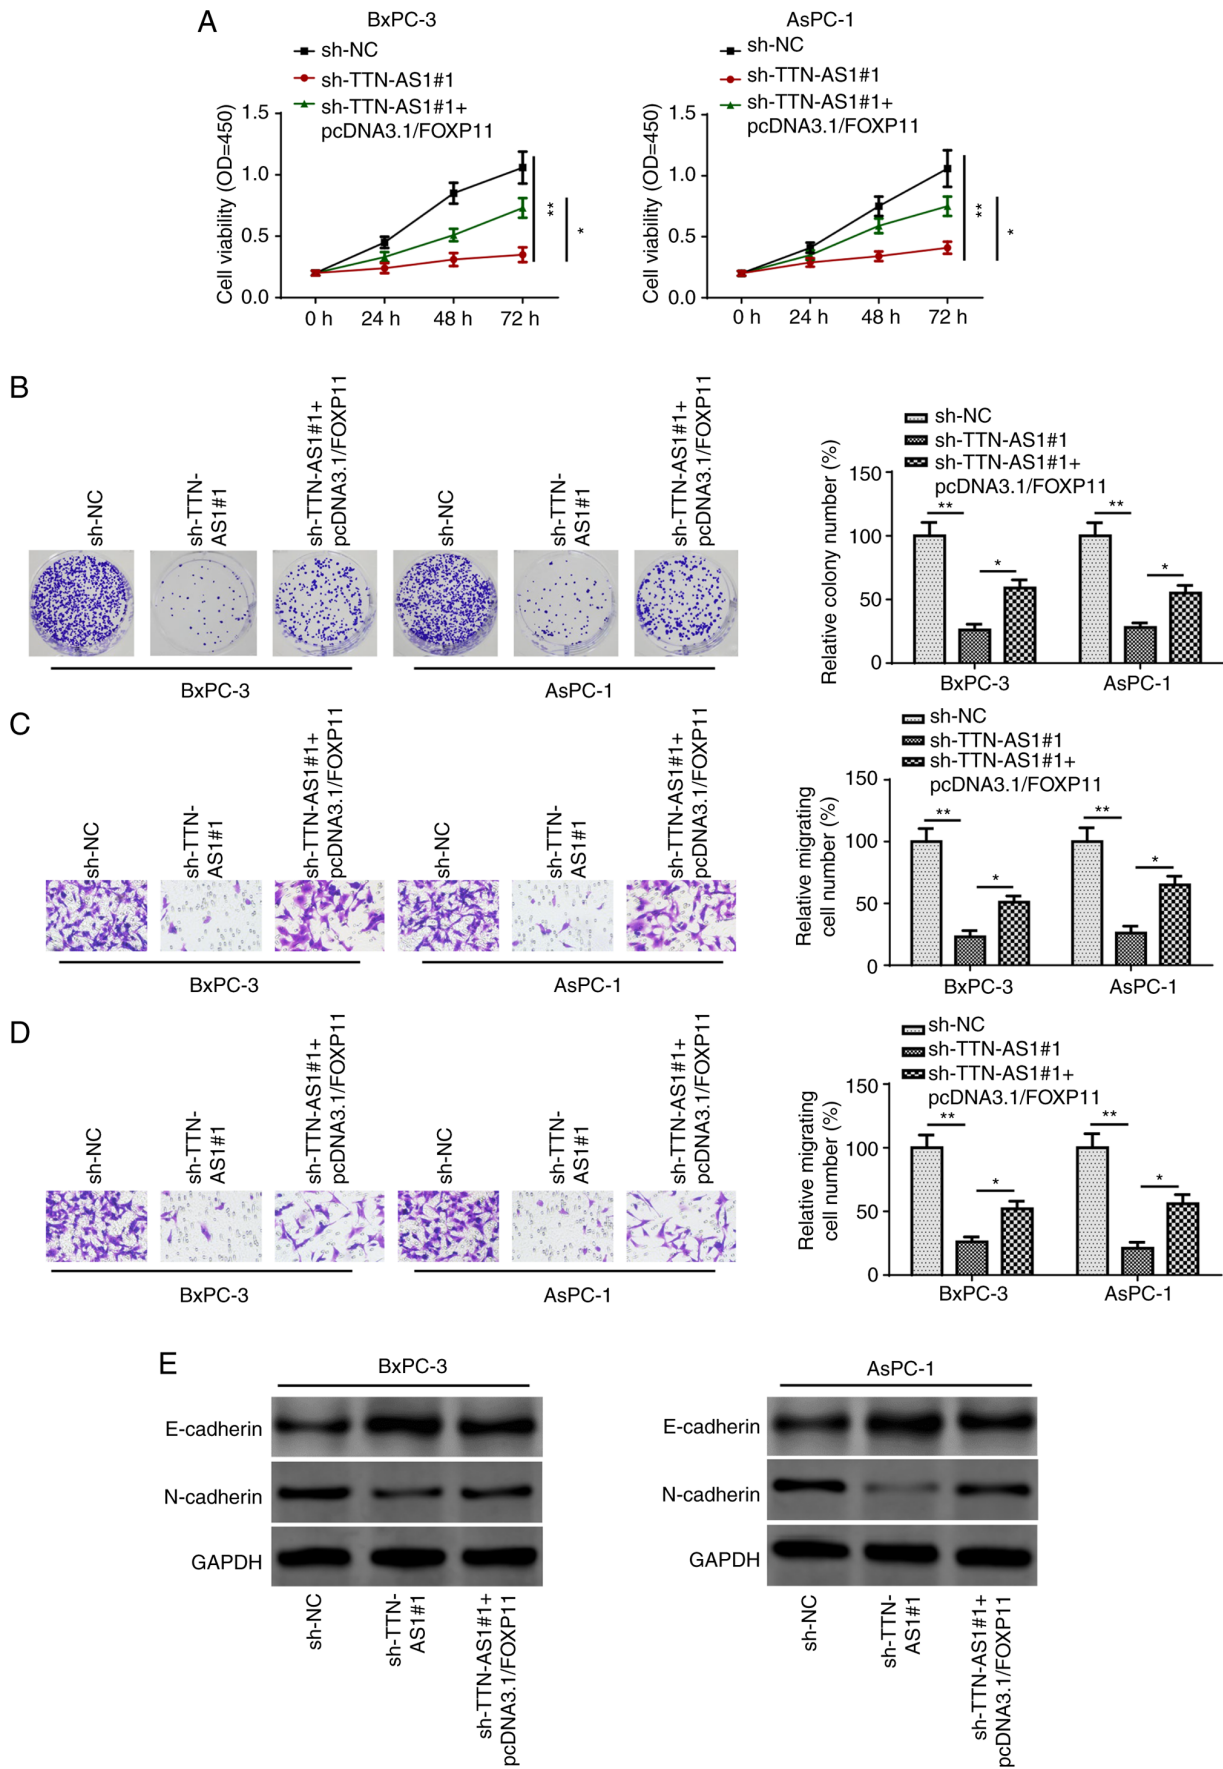 A
BxPC-3
sh-NC
sh-TTN-AS1#1
sh-TTN-AS1#1+
pcDNA3.1/FOXP11
Cell viability (OD=450)
1.5
1.0
0.5
0.0
0 h
24 h
48 h
72 h
**
*
AsPC-1
sh-NC
sh-TTN-AS1#1
sh-TTN-AS1#1+
pcDNA3.1/FOXP11
Cell viability (OD=450)
1.5
1.0
0.5
0.0
0 h
24 h
48 h
72 h
**
*
B
sh-NC
sh-TTN-
AS1#1
sh-TTN-AS1#1+
pcDNA3.1/FOXP11
sh-NC
sh-TTN-
AS1#1
sh-TTN-AS1#1+
pcDNA3.1/FOXP11
BxPC-3
AsPC-1
sh-NC
sh-TTN-AS1#1
sh-TTN-AS1#1+
pcDNA3.1/FOXP11
Relative colony number (%)
150
100
50
0
**
*
**
*
BxPC-3
AsPC-1
C
sh-NC
sh-TTN-
AS1#1
sh-TTN-AS1#1+
pcDNA3.1/FOXP11
sh-NC
sh-TTN-
AS1#1
sh-TTN-AS1#1+
pcDNA3.1/FOXP11
BxPC-3
AsPC-1
sh-NC
sh-TTN-AS1#1
sh-TTN-AS1#1+
pcDNA3.1/FOXP11
Relative migrating
cell number (%)
150
100
50
0
**
*
**
*
BxPC-3
AsPC-1
D
sh-NC
sh-TTN-
AS1#1
sh-TTN-AS1#1+
pcDNA3.1/FOXP11
sh-NC
sh-TTN-
AS1#1
sh-TTN-AS1#1+
pcDNA3.1/FOXP11
BxPC-3
AsPC-1
sh-NC
sh-TTN-AS1#1
sh-TTN-AS1#1+
pcDNA3.1/FOXP11
Relative migrating
cell number (%)
150
100
50
0
**
*
**
*
BxPC-3
AsPC-1
E
BxPC-3
E-cadherin
N-cadherin
GAPDH
sh-NC
sh-TTN-
AS1#1
sh-TTN-AS1#1+
pcDNA3.1/FOXP11
AsPC-1
E-cadherin
N-cadherin
GAPDH
sh-NC
sh-TTN-
AS1#1
sh-TTN-AS1#1+
pcDNA3.1/FOXP11